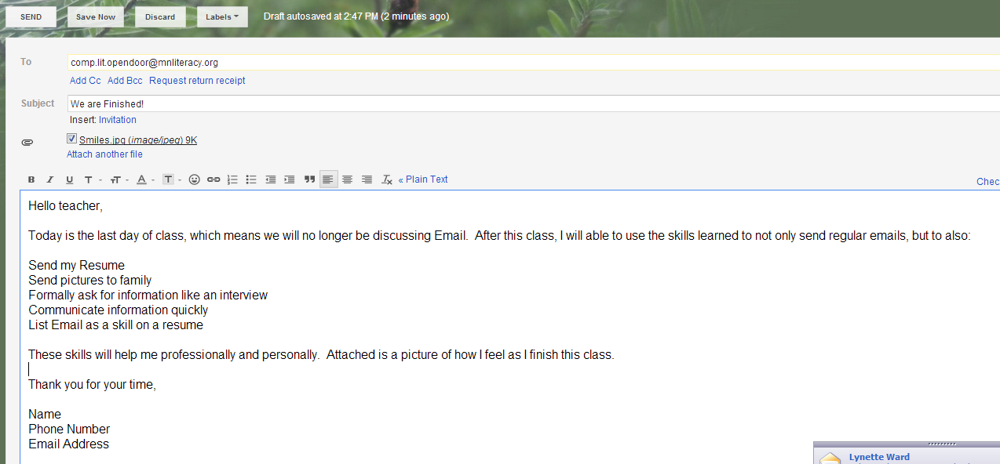 SEND Save Now Discard Labels Draft autosaved at 2:47 PM (2 minutes ago)
To comp.lit.opendoor@mnliteracy.org
Add Cc Add Bcc Request return receipt
Subject We are Finished!
Insert: Invitation
Smiles.jpg (image/jpeg) 9K
Attach another file
B I U T - тT - A - T - « Plain Text
Chec
Hello teacher,
Today is the last day of class, which means we will no longer be discussing Email. After this class, I will able to use the skills learned to not only send regular emails, but to also:
Send my Resume
Send pictures to family
Formally ask for information like an interview
Communicate information quickly
List Email as a skill on a resume
These skills will help me professionally and personally. Attached is a picture of how I feel as I finish this class.
Thank you for your time,
Name
Phone Number
Email Address
Lynette Ward